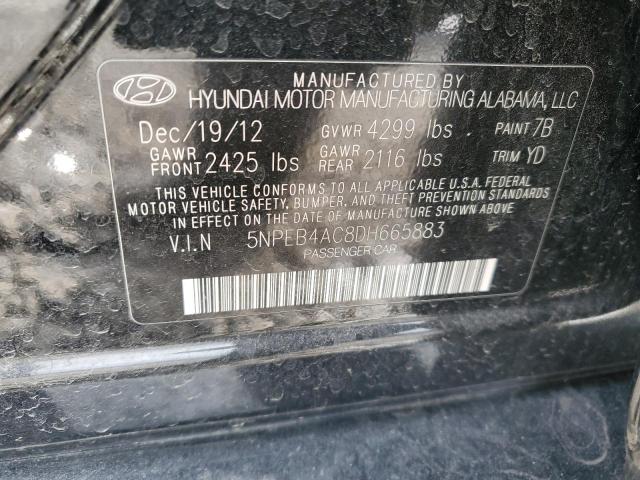 MANUFACTURED BY
HYUNDAI MOTOR MANUFACTURING ALABAMA, LLC
Dec/19/12 GVWR 4299 lbs PAINT 7B
GAWR FRONT 2425 lbs GAWR REAR 2116 lbs TRIM YD
THIS VEHICLE CONFORMS TO ALL APPLICABLE U.S.A. FEDERAL
MOTOR VEHICLE SAFETY, BUMPER, AND THEFT PREVENTION STANDARDS
IN EFFECT ON THE DATE OF MANUFACTURE SHOWN ABOVE.
V.I.N 5NPEB4AC8DH665883
PASSENGER CAR